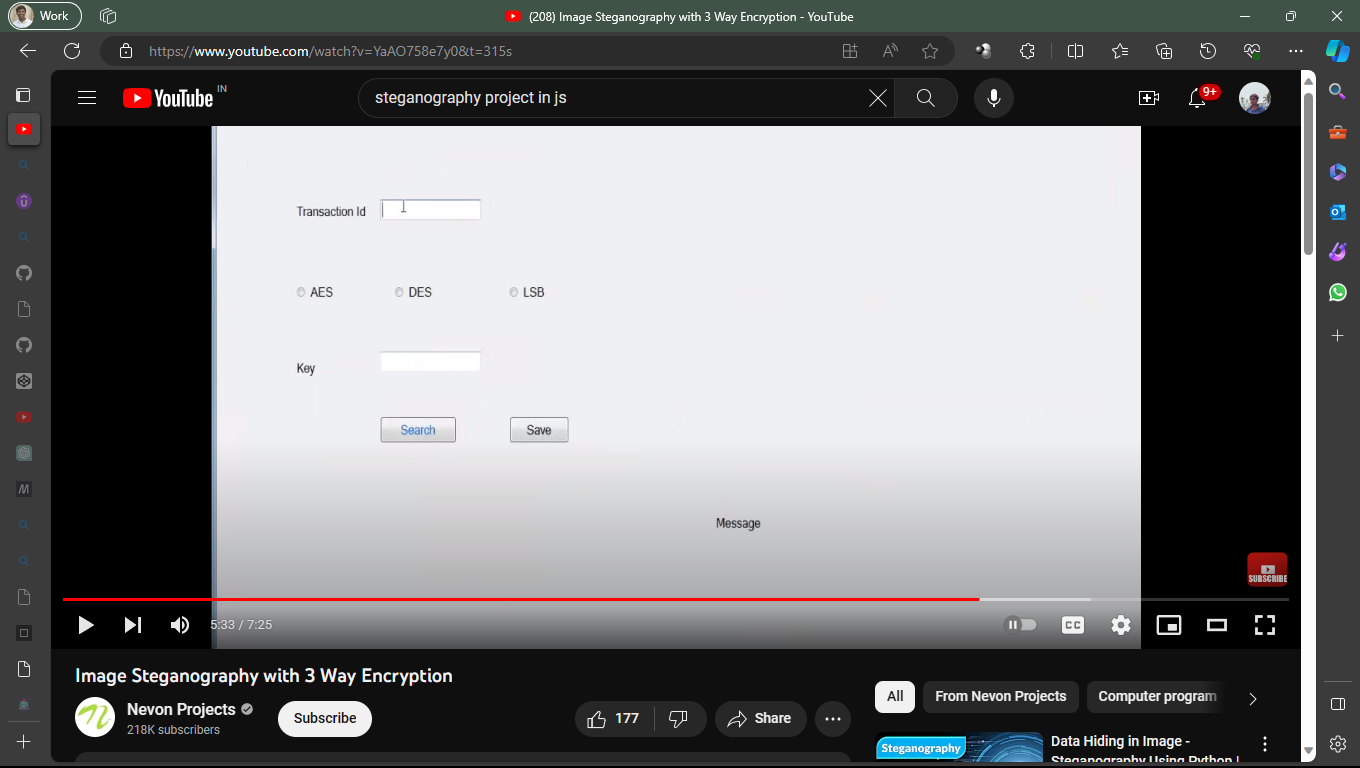 Work
(208) Image Steganography with 3 Way Encryption - YouTube
https://www.youtube.com/watch?v=YaAO758e7y0&t=315s
YouTube IN
steganography project in js
9+
Transaction Id
AES DES LSB
Key
Search Save
Message
SUBSCRIBE
5:33 / 7:25
CC
Image Steganography with 3 Way Encryption
Nevon Projects
218K subscribers
Subscribe
177
Share
All From Nevon Projects Computer program
Steganography
Data Hiding in Image -
Steganography Using Python |